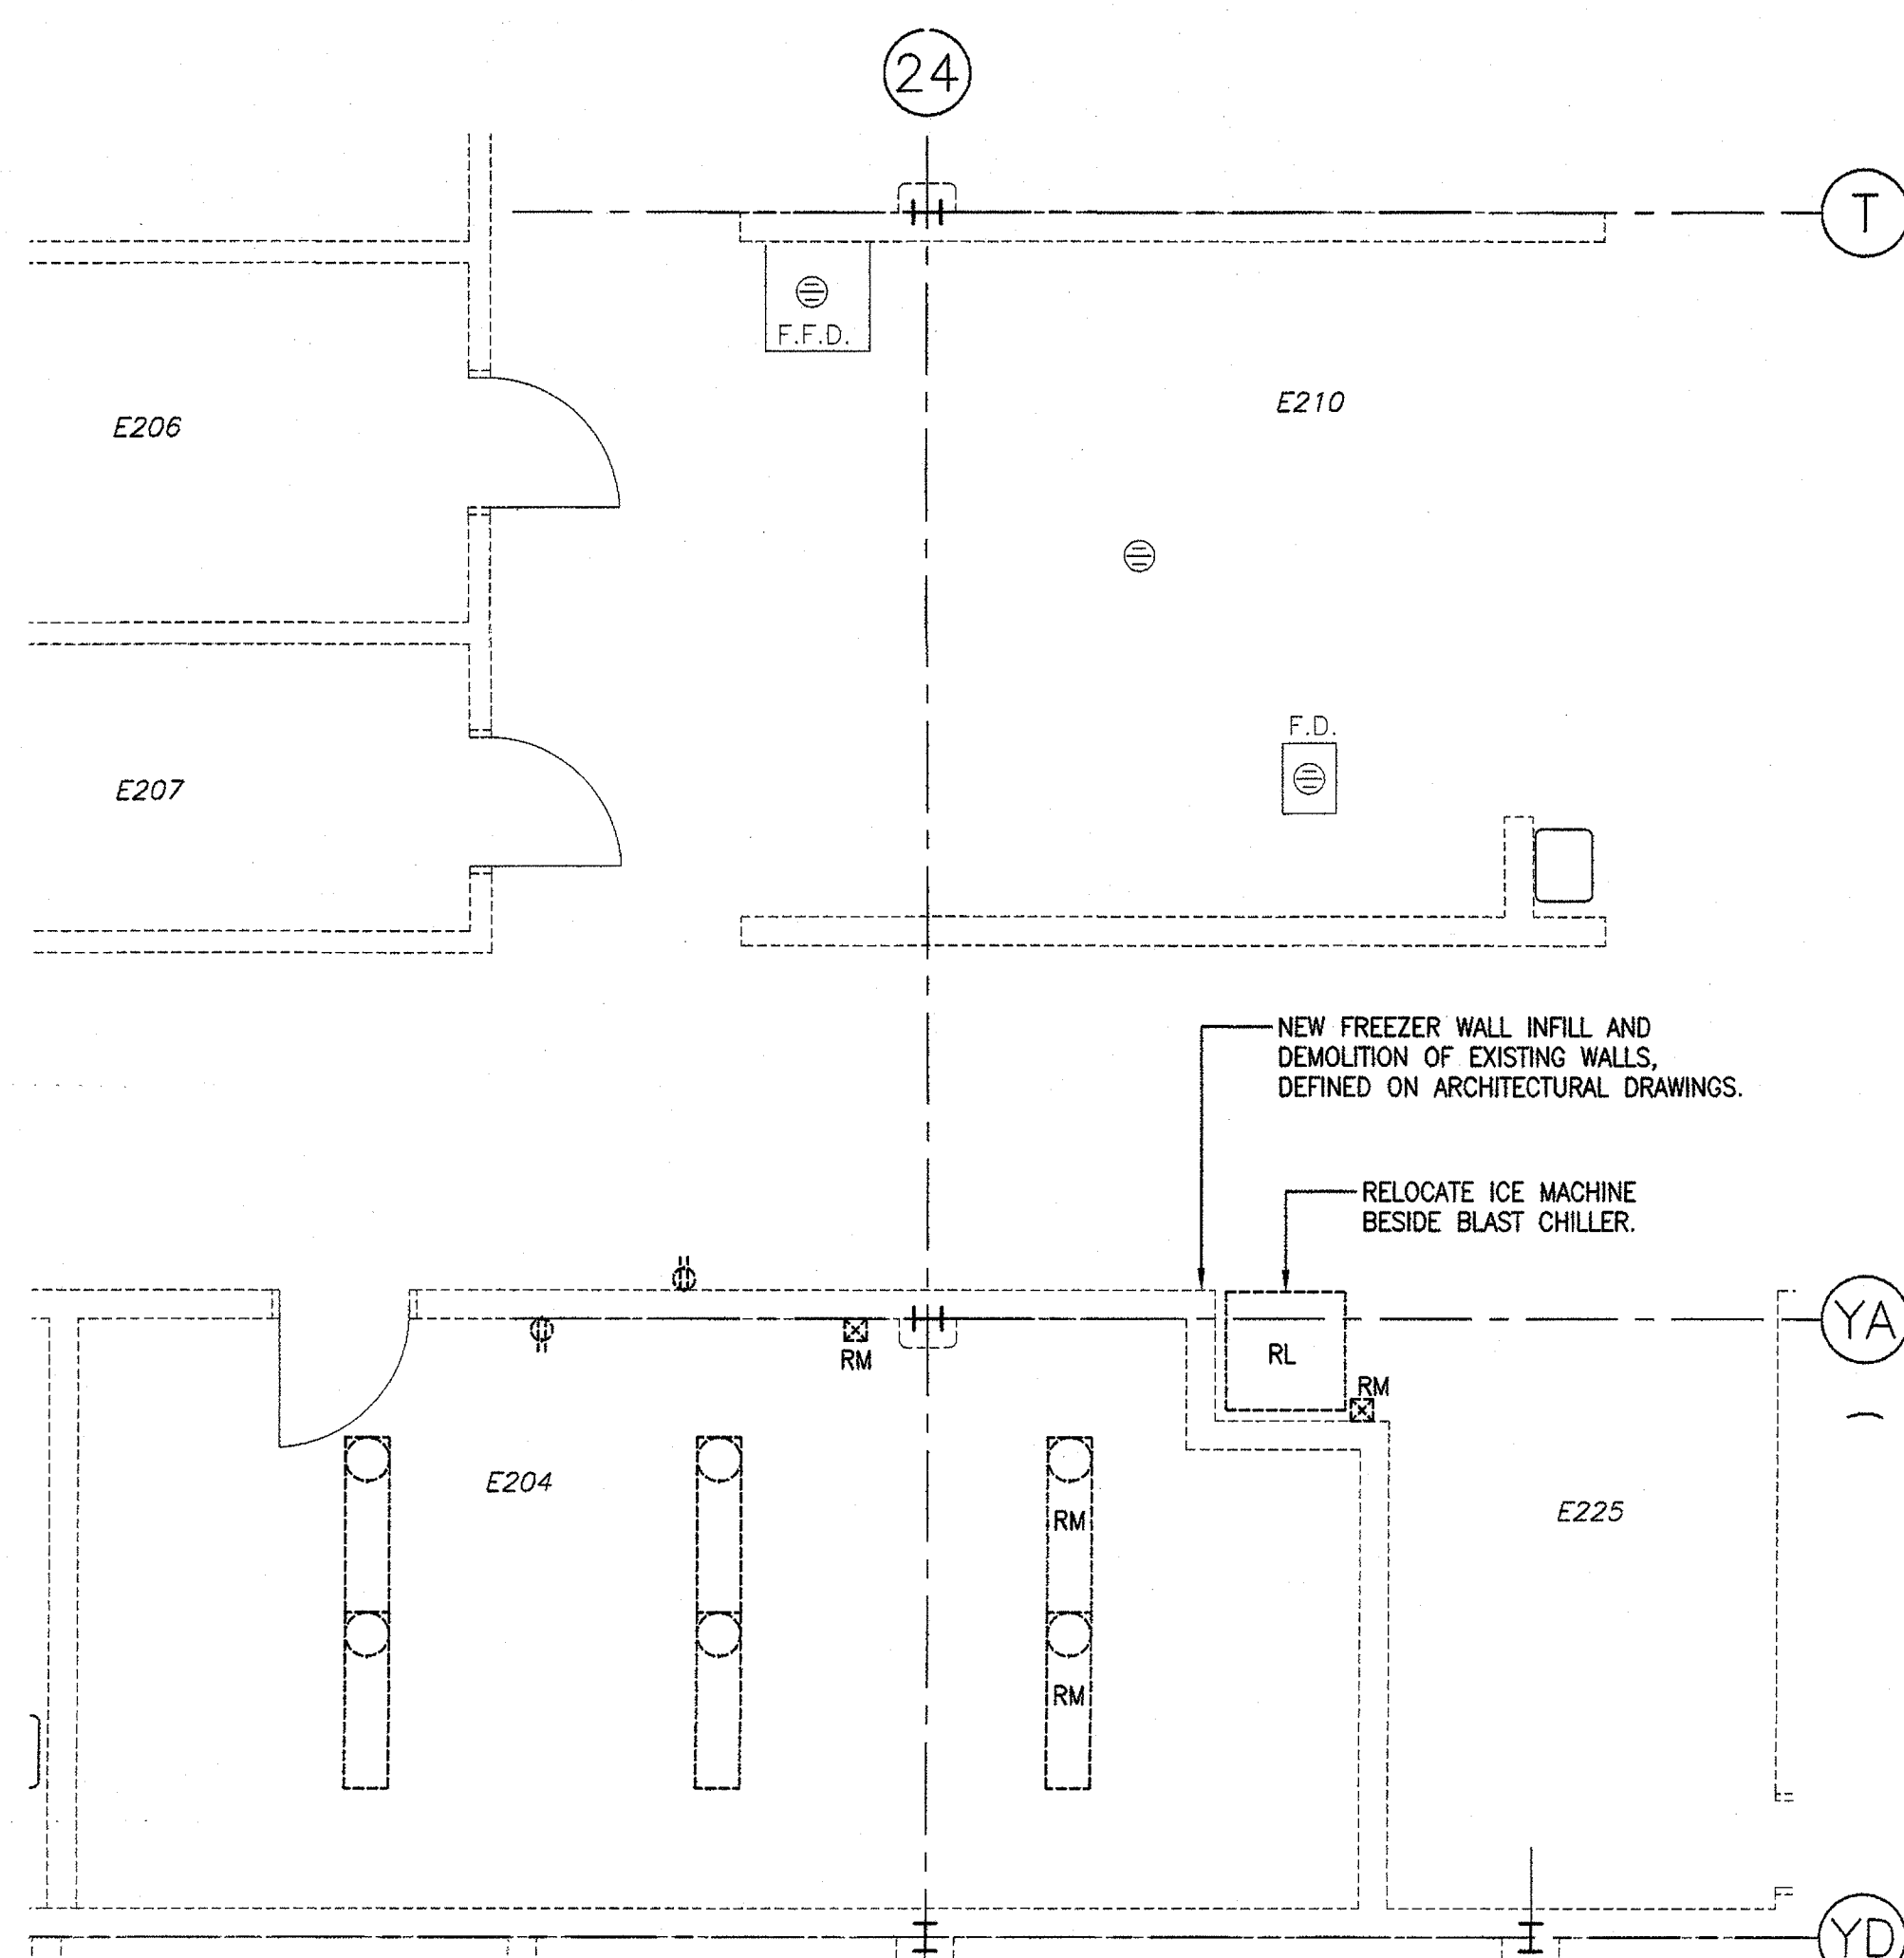 24
T
F.F.D.
E206
E210
F.D.
E207
NEW FREEZER WALL INFILL AND
DEMOLITION OF EXISTING WALLS,
DEFINED ON ARCHITECTURAL DRAWINGS.
RELOCATE ICE MACHINE
BESIDE BLAST CHILLER.
YA
RM
RL
RM
E204
E225
RM
RM
YD